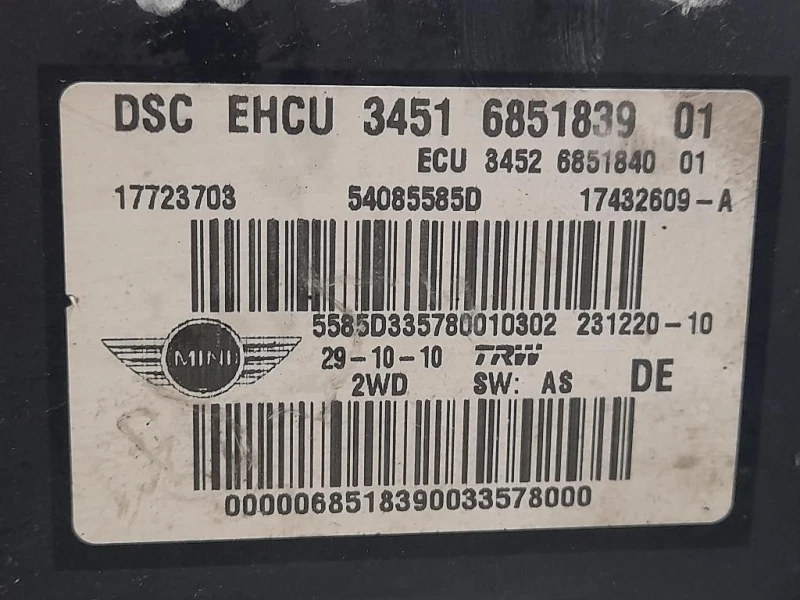 DSC EHCU 3451 6851839 01
ECU 3452 6851840 01
17723703 54085585D 17432609-A
5585D335780010302 231220-10
MINI 29-10-10 TRW
2WD SW: AS DE
0000068518390033578000